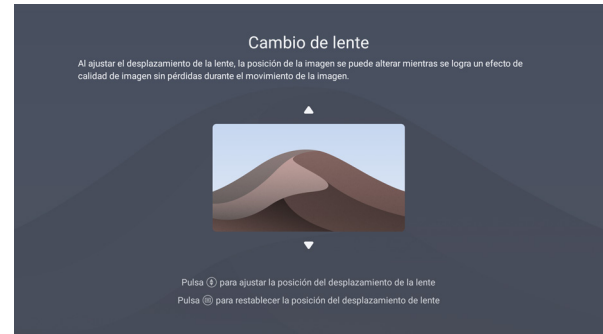 Cambio de lente
Al ajustar el desplazamiento de la lente, la posición de la imagen se puede alterar mientras se logra un efecto de
calidad de imagen sin pérdidas durante el movimiento de la imagen.
Pulsa para ajustar la posición del desplazamiento de la lente
Pulsa para restablecer la posición del desplazamiento de lente